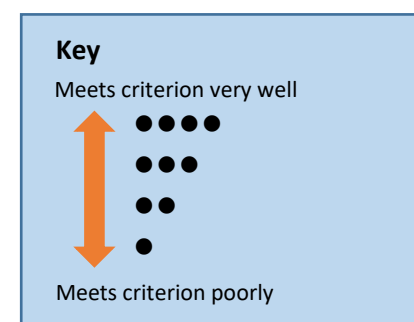 Key
Meets criterion very well
●●●●
●●●
●●
●
Meets criterion poorly